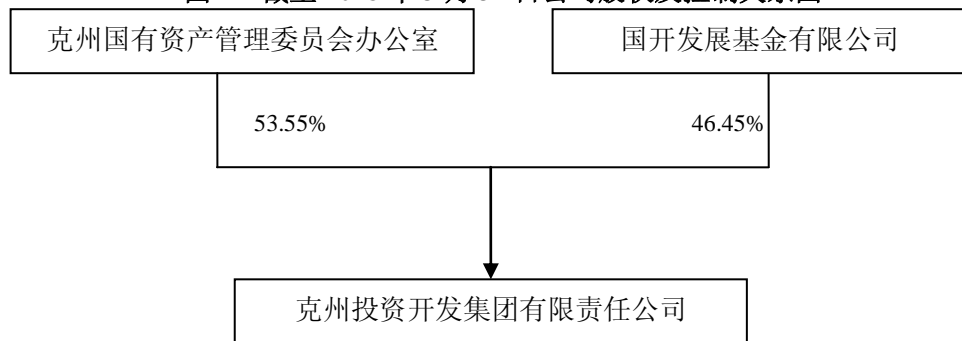 克州国有资产管理委员会办公室
国开发展基金有限公司
53.55%
46.45%
克州投资开发集团有限责任公司